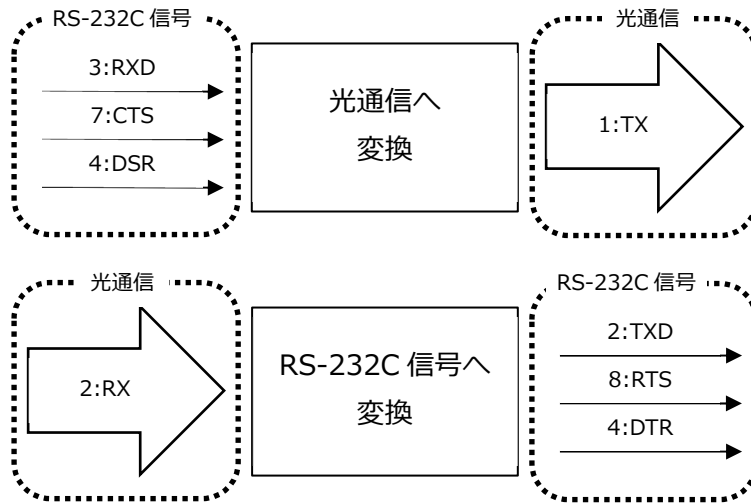 RS-232C 信号
光通信
3:RXD
7:CTS
4:DSR
光通信へ
変換
1:TX
光通信
RS-232C 信号
2:RX
RS-232C 信号へ
変換
2:TXD
8:RTS
4:DTR